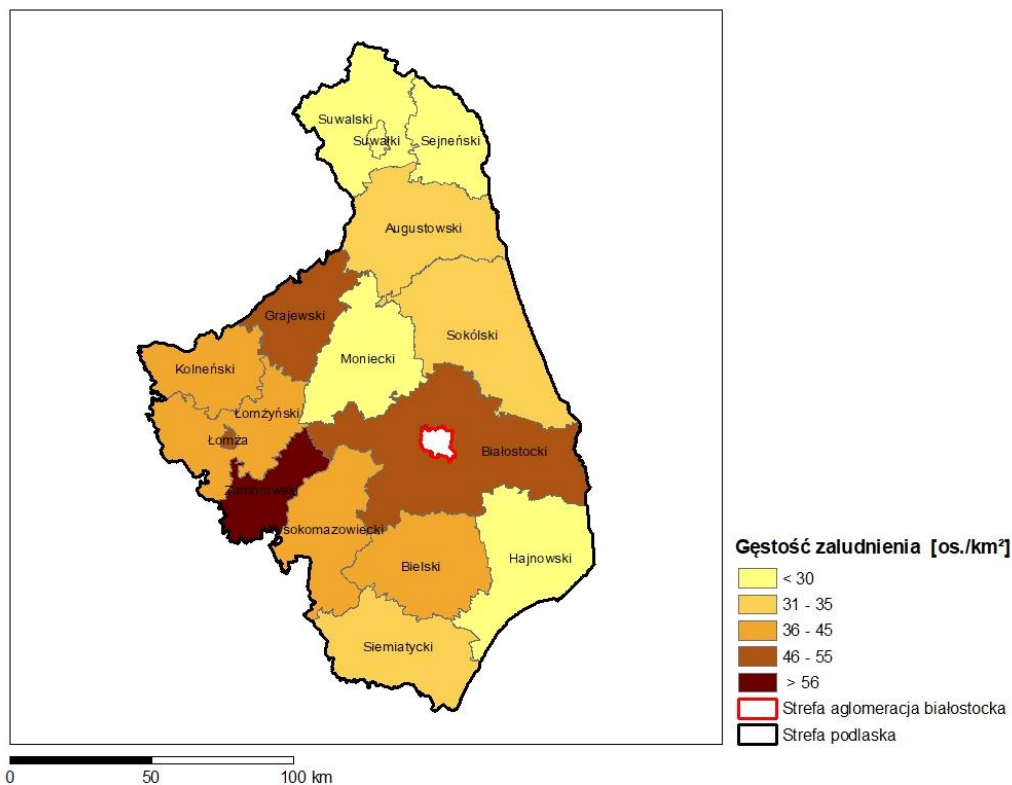 Suwalski
Suwałki
Sejneński
Augustowski
Grajewski
Sokólski
Moniecki
Kolneński
Łomżyński
Łomża
Białostocki
Zambrowski
sokomazowiecki
Hajnowski
Bielski
Siemiatycki
Gęstość zaludnienia [os./km²]
< 30
31 - 35
36 - 45
46 - 55
> 56
Strefa aglomeracja białostocka
Strefa podlaska
0 50 100 km